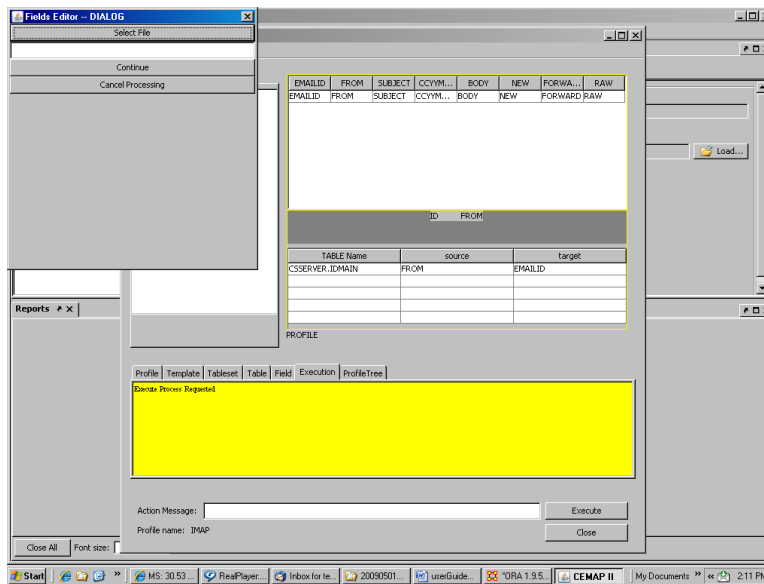 Fields Editor -- DIALOG
Select File
Continue
Cancel Processing
EMAILID FROM SUBJECT CCYYM... BODY NEW FORWA... RAW
EMAILID FROM SUBJECT CCYYM... BODY NEW FORWARD RAW
Load...
ID FROM
TABLE Name source target
CSSERVER.IDMAIN FROM EMAILID
Reports
PROFILE
Profile Template Tableset Table Field Execution ProfileTree
Execute Process Requested
Action Message: Execute
Profile name: IMAP Close
Close All Font size:
Start MS: 30.53 ... RealPlayer:... Inbox for te... 20090501... userGuide... *ORA 1.9.5... CEMAP II My Documents 2:11 PM